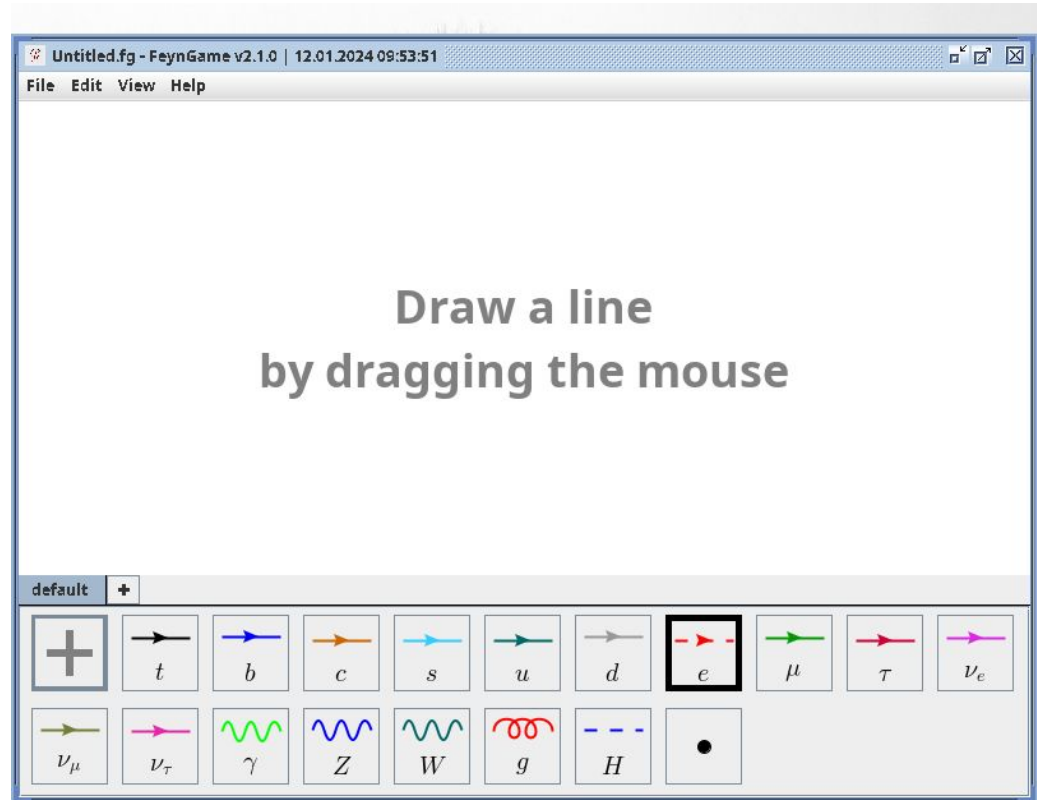 Untitled.fg - FeynGame v2.1.0 | 12.01.2024 09:53:51
File Edit View Help
Draw a line
by dragging the mouse
default +
t b c s u d e μ τ ν_e
ν_μ ν_τ γ Z W g H